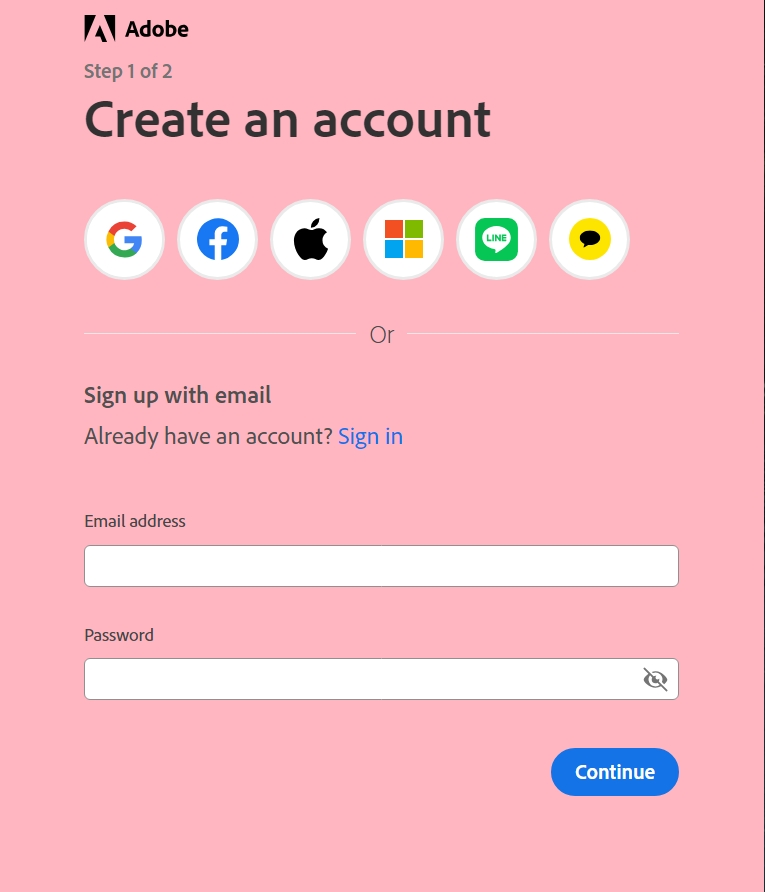 Adobe
Step 1 of 2
Create an account
LINE
Or
Sign up with email
Already have an account? Sign in
Email address
Password
Continue